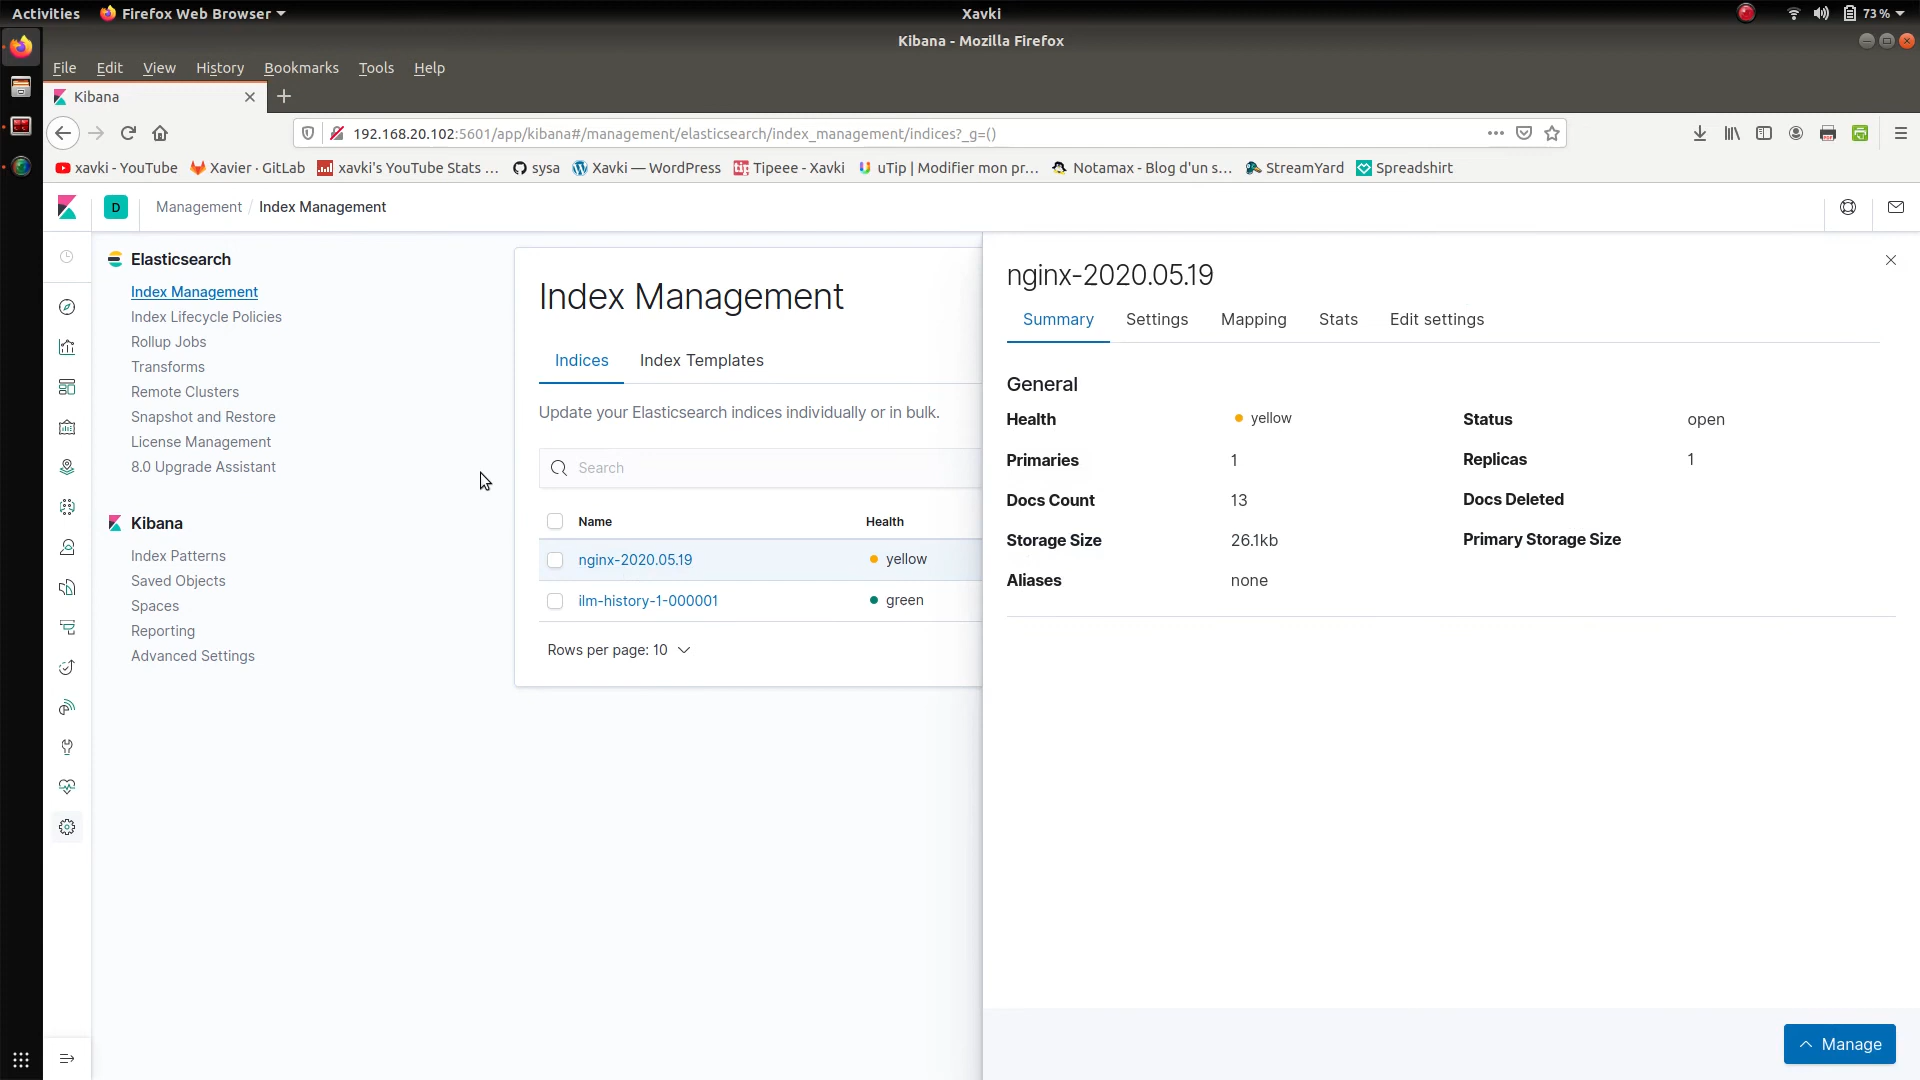 Activities
Firefox Web Browser
Xavki
73 %
Kibana - Mozilla Firefox
File Edit View History Bookmarks Tools Help
Kibana
192.168.20.102:5601/app/kibana#/management/elasticsearch/index_management/indices?_g=()
xavki - YouTube
Xavier · GitLab
xavki's YouTube Stats ...
sysa
Xavki — WordPress
Tipeee - Xavki
uTip | Modifier mon pr...
Notamax - Blog d'un s...
StreamYard
Spreadshirt
D
Management / Index Management
Elasticsearch
Index Management
Index Lifecycle Policies
Rollup Jobs
Transforms
Remote Clusters
Snapshot and Restore
License Management
8.0 Upgrade Assistant
Kibana
Index Patterns
Saved Objects
Spaces
Reporting
Advanced Settings
Index Management
Indices Index Templates
Update your Elasticsearch indices individually or in bulk.
Search
Name Health
nginx-2020.05.19 yellow
ilm-history-1-000001 green
Rows per page: 10
nginx-2020.05.19
Summary Settings Mapping Stats Edit settings
General
Health yellow Status open
Primaries 1 Replicas 1
Docs Count 13 Docs Deleted
Storage Size 26.1kb Primary Storage Size
Aliases none
Manage